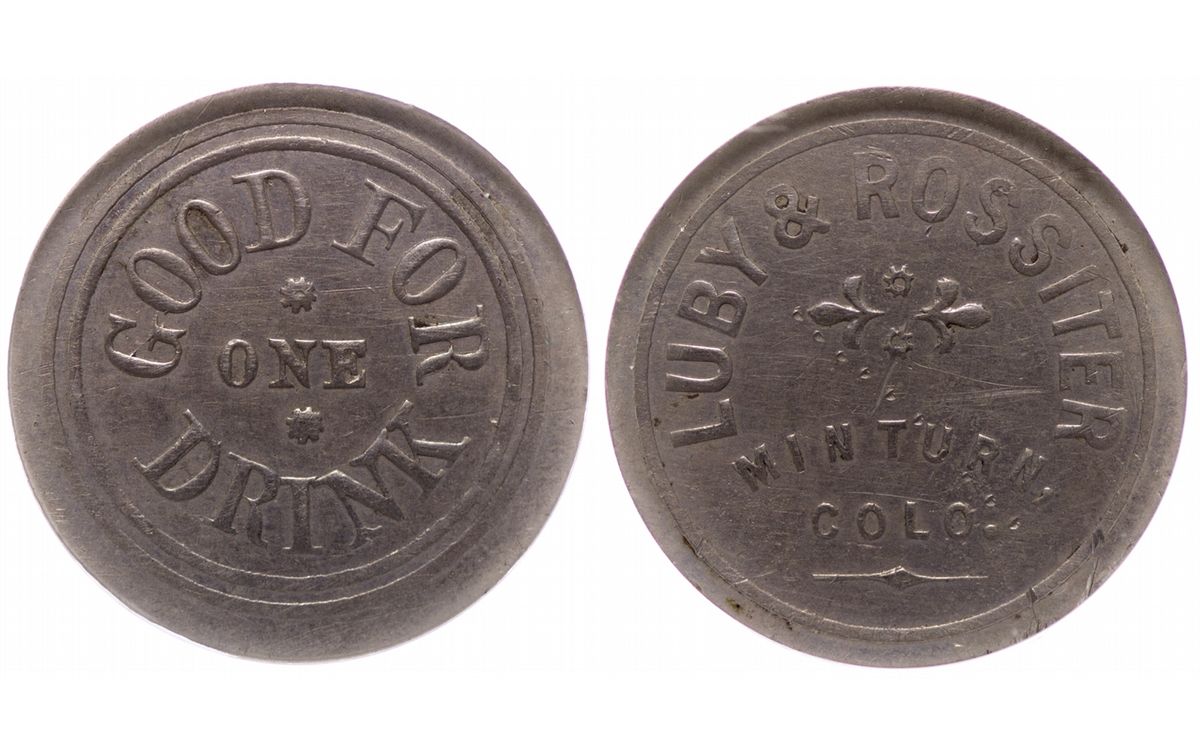 GOOD FOR
ONE
DRINK
LUBY & ROSSITER
MINTURN,
COLO.